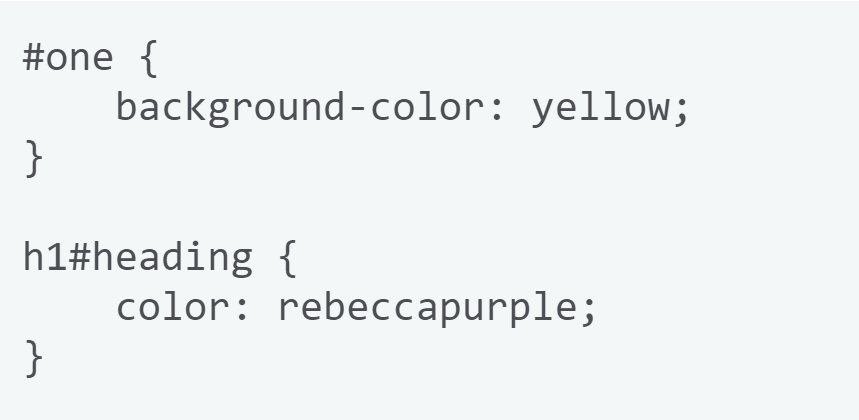 #one {
    background-color: yellow;
}

h1#heading {
    color: rebeccapurple;
}